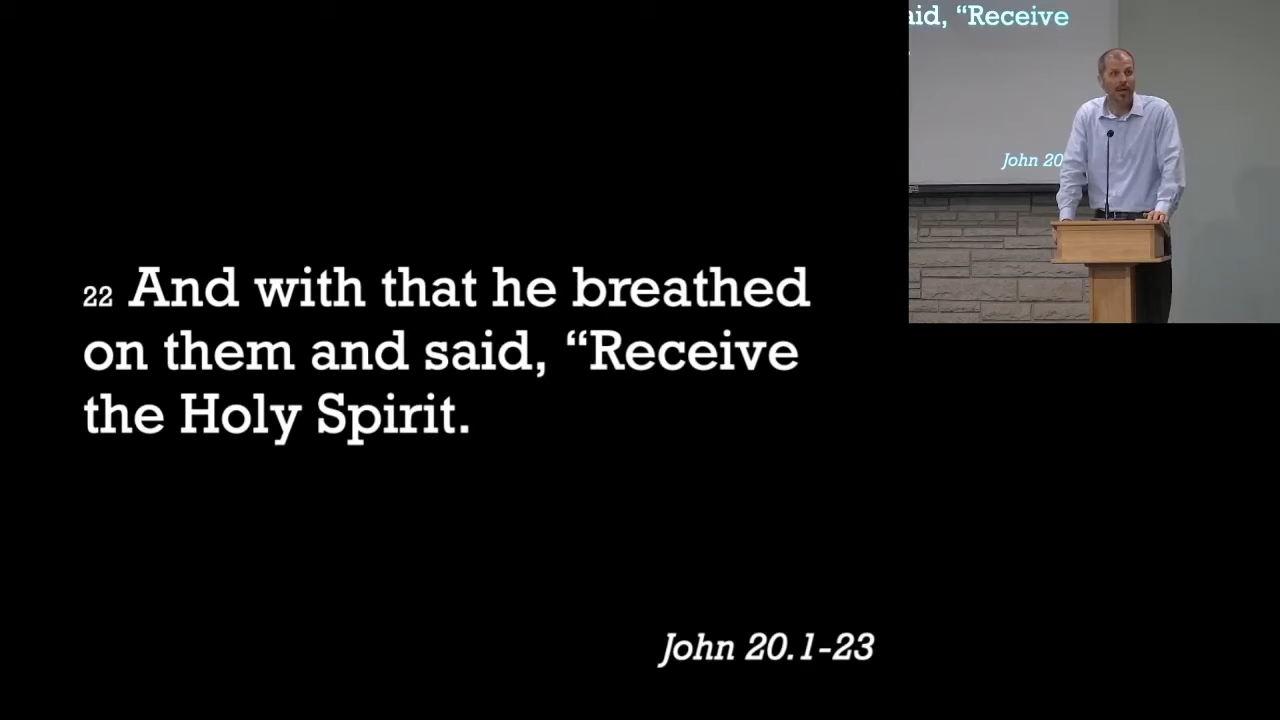 22 And with that he breathed
on them and said, “Receive
the Holy Spirit.
John 20.1-23
aid, “Receive
John 20